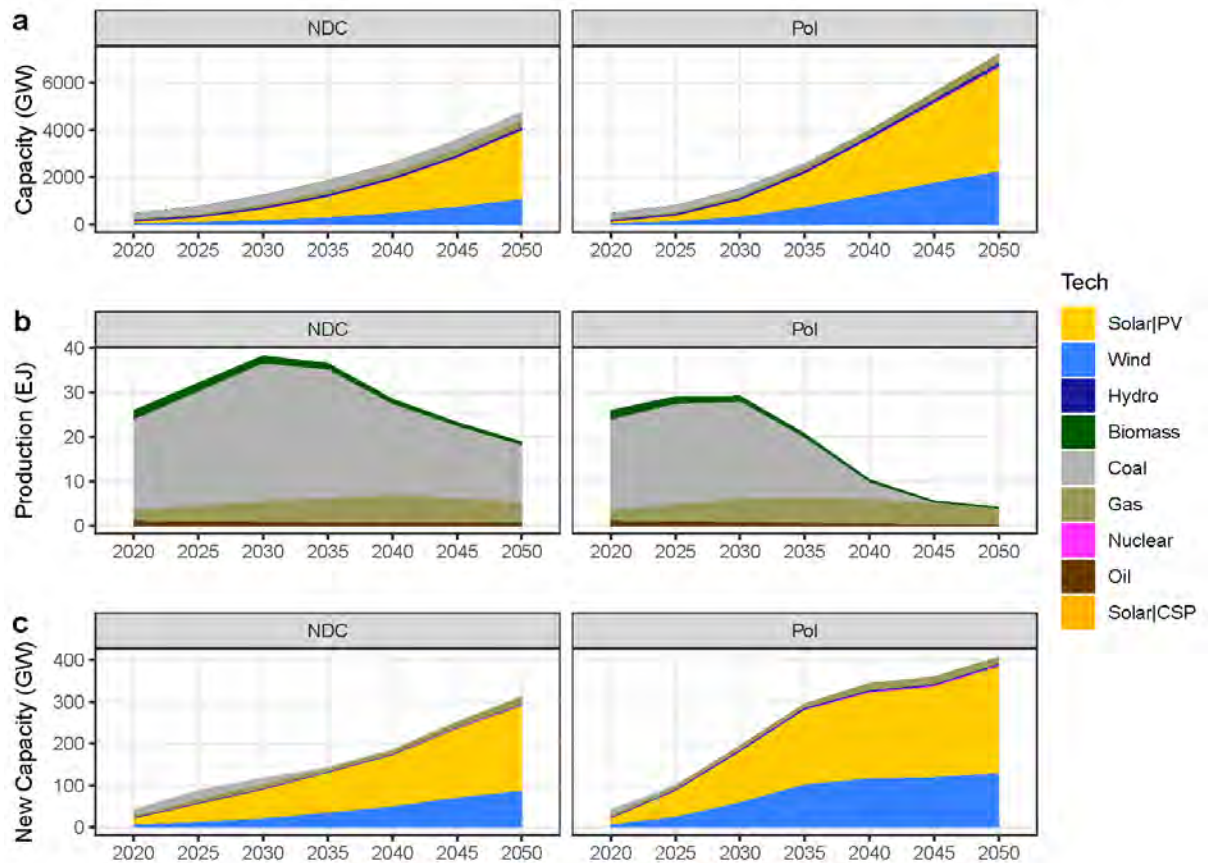 a
NDC
Pol
Capacity (GW)
6000
4000
2000
0
2020 2025 2030 2035 2040 2045 2050
2020 2025 2030 2035 2040 2045 2050
b
NDC
Pol
Production (EJ)
40
30
20
10
0
2020 2025 2030 2035 2040 2045 2050
2020 2025 2030 2035 2040 2045 2050
c
NDC
Pol
New Capacity (GW)
400
300
200
100
0
2020 2025 2030 2035 2040 2045 2050
2020 2025 2030 2035 2040 2045 2050
Tech
Solar|PV
Wind
Hydro
Biomass
Coal
Gas
Nuclear
Oil
Solar|CSP